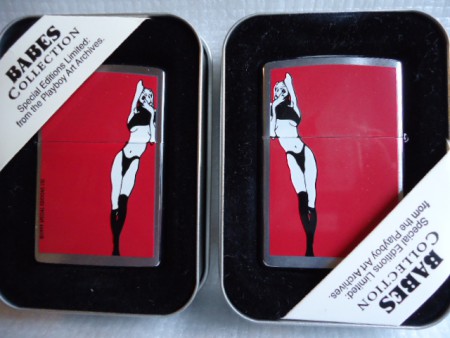 BABES
COLLECTION
Special Editions Limited:
from the Playboy Art Archives.
BABES
COLLECTION
Special Editions Limited:
from the Playboy Art Archives.